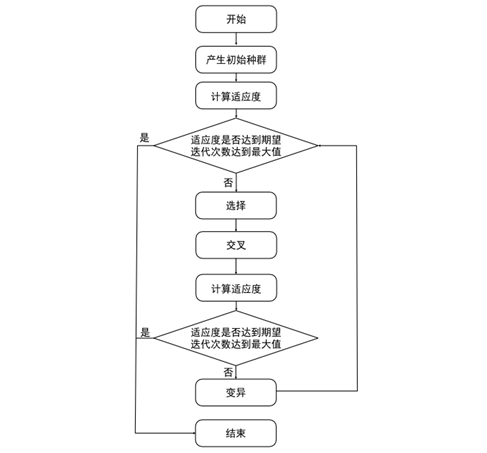 开始
产生初始种群
计算适应度
是
适应度是否达到期望
迭代次数达到最大值
否
选择
交叉
计算适应度
是
适应度是否达到期望
迭代次数达到最大值
否
变异
结束